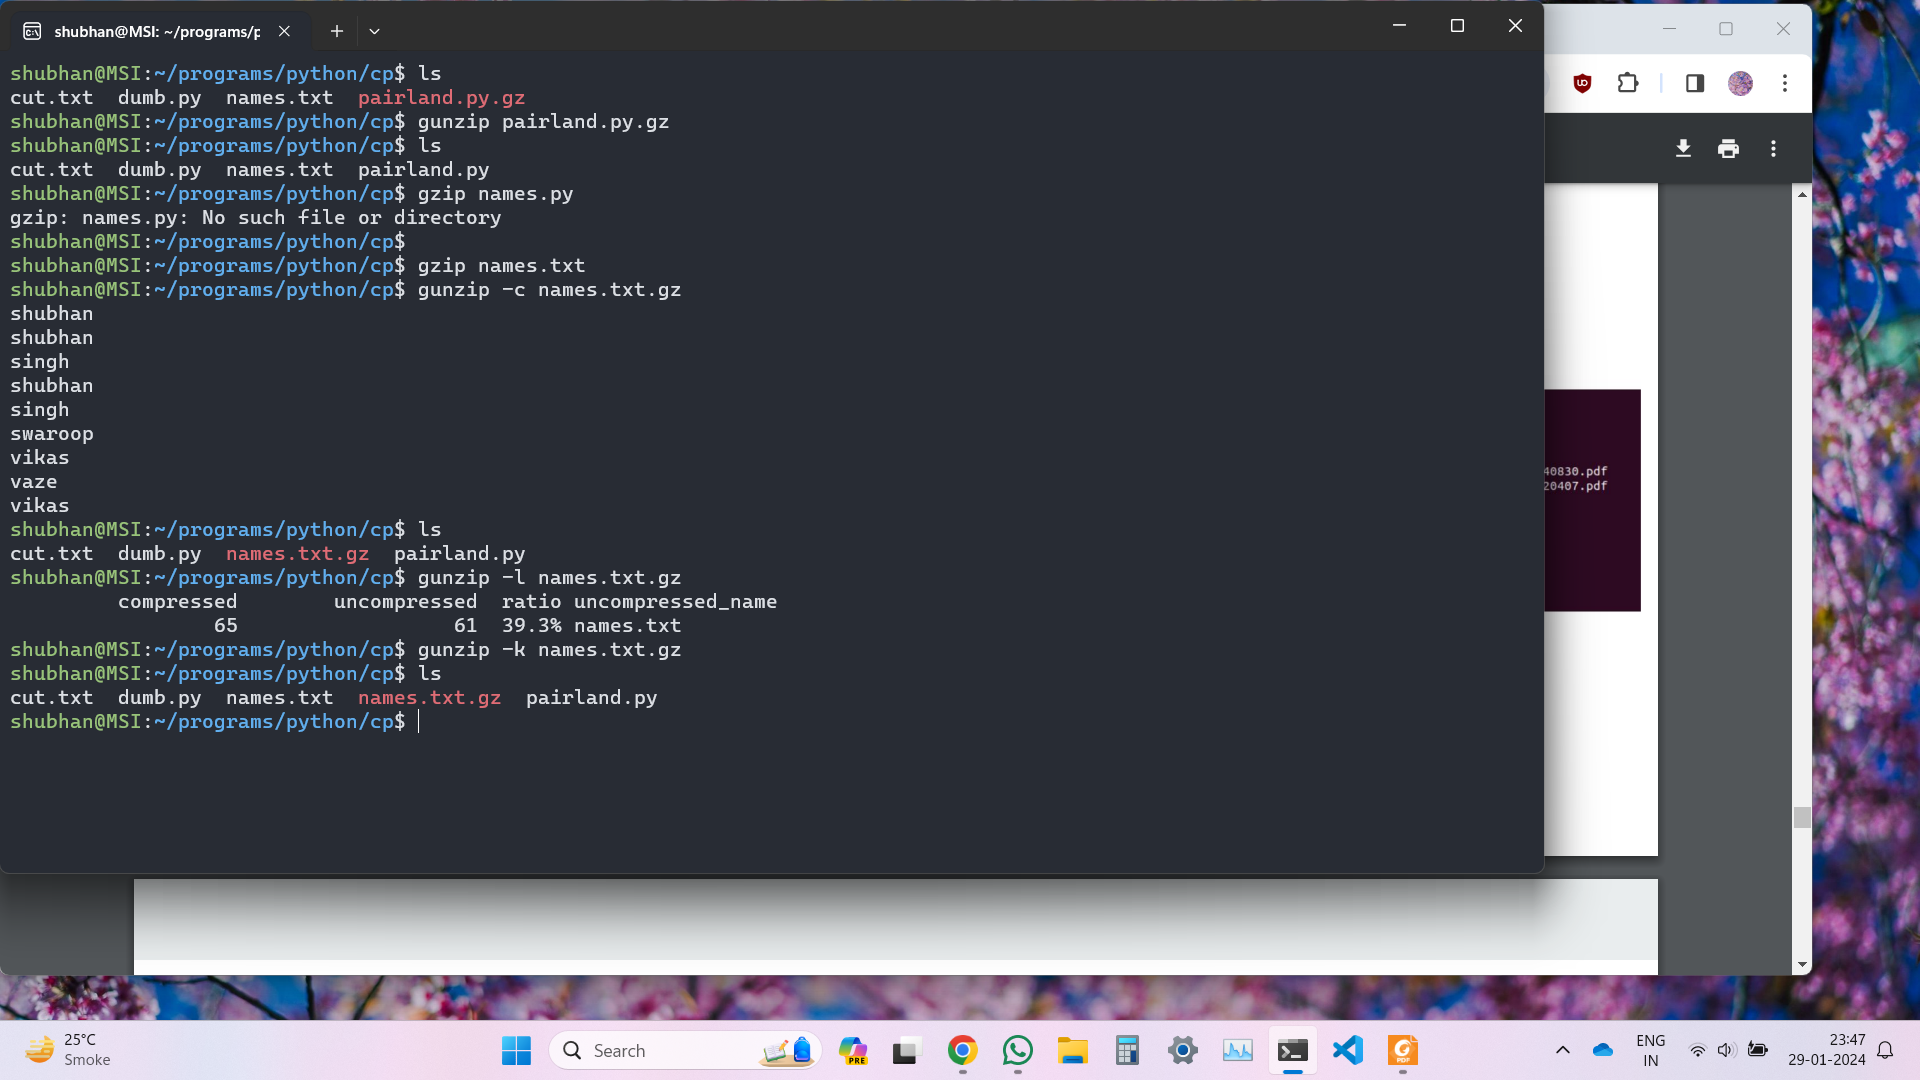 shubhan@MSI: ~/programs/p
shubhan@MSI:~/programs/python/cp$ ls
cut.txt  dumb.py  names.txt  pairland.py.gz
shubhan@MSI:~/programs/python/cp$ gunzip pairland.py.gz
shubhan@MSI:~/programs/python/cp$ ls
cut.txt  dumb.py  names.txt  pairland.py
shubhan@MSI:~/programs/python/cp$ gzip names.py
gzip: names.py: No such file or directory
shubhan@MSI:~/programs/python/cp$
shubhan@MSI:~/programs/python/cp$ gzip names.txt
shubhan@MSI:~/programs/python/cp$ gunzip -c names.txt.gz
shubhan
shubhan
singh
shubhan
singh
swaroop
vikas
vaze
vikas
shubhan@MSI:~/programs/python/cp$ ls
cut.txt  dumb.py  names.txt.gz  pairland.py
shubhan@MSI:~/programs/python/cp$ gunzip -l names.txt.gz
         compressed        uncompressed  ratio uncompressed_name
                 65                  61  39.3% names.txt
shubhan@MSI:~/programs/python/cp$ gunzip -k names.txt.gz
shubhan@MSI:~/programs/python/cp$ ls
cut.txt  dumb.py  names.txt  names.txt.gz  pairland.py
shubhan@MSI:~/programs/python/cp$
40830.pdf
20407.pdf
25°C
Smoke
Search
PRE
PDF
ENG
IN
23:47
29-01-2024